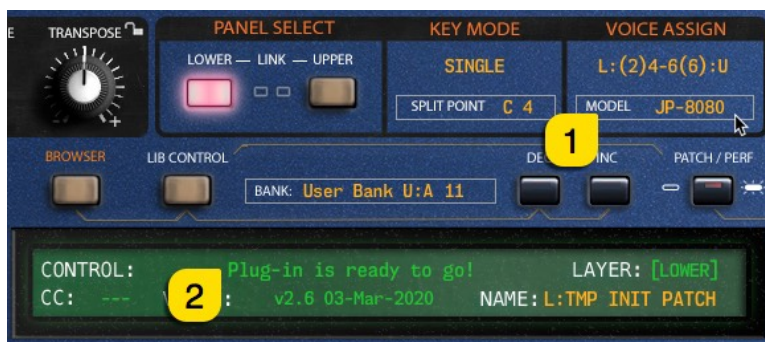 E TRANSPOSE PANEL SELECT KEY MODE VOICE ASSIGN
LOWER — LINK — UPPER SINGLE L:(2)4-6(6):U
SPLIT POINT C 4 MODEL JP-8080
- +
1
BROWSER LIB CONTROL INC PATCH / PERF
BANK: User Bank U:A 11
CONTROL: Plug-in is ready to go! LAYER: [LOWER]
2
CC: --- : v2.6 03-Mar-2020 NAME: L:TMP INIT PATCH